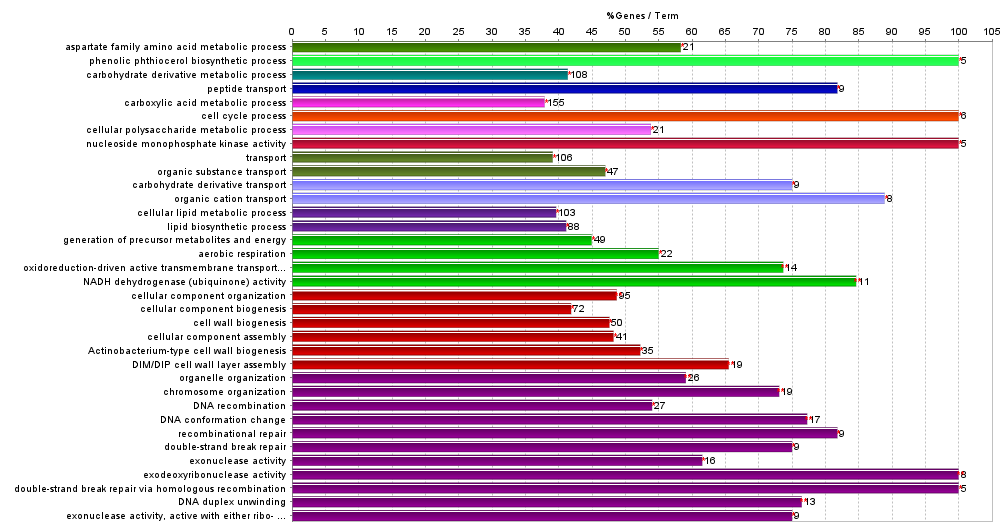 %Genes / Term
0 5 10 15 20 25 30 35 40 45 50 55 60 65 70 75 80 85 90 95 100 105
aspartate family amino acid metabolic process *21
phenolic phthiocerol biosynthetic process *5
carbohydrate derivative metabolic process *108
peptide transport *9
carboxylic acid metabolic process *155
cell cycle process *6
cellular polysaccharide metabolic process *21
nucleoside monophosphate kinase activity *5
transport *106
organic substance transport *47
carbohydrate derivative transport *9
organic cation transport *8
cellular lipid metabolic process *103
lipid biosynthetic process *88
generation of precursor metabolites and energy *49
aerobic respiration *22
oxidoreduction-driven active transmembrane transport... *14
NADH dehydrogenase (ubiquinone) activity *11
cellular component organization *95
cellular component biogenesis *72
cell wall biogenesis *50
cellular component assembly *41
Actinobacterium-type cell wall biogenesis *35
DIM/DIP cell wall layer assembly *19
organelle organization *26
chromosome organization *19
DNA recombination *27
DNA conformation change *17
recombinational repair *9
double-strand break repair *9
exonuclease activity *16
exodeoxyribonuclease activity *8
double-strand break repair via homologous recombination *5
DNA duplex unwinding *13
exonuclease activity, active with either ribo- ... *9